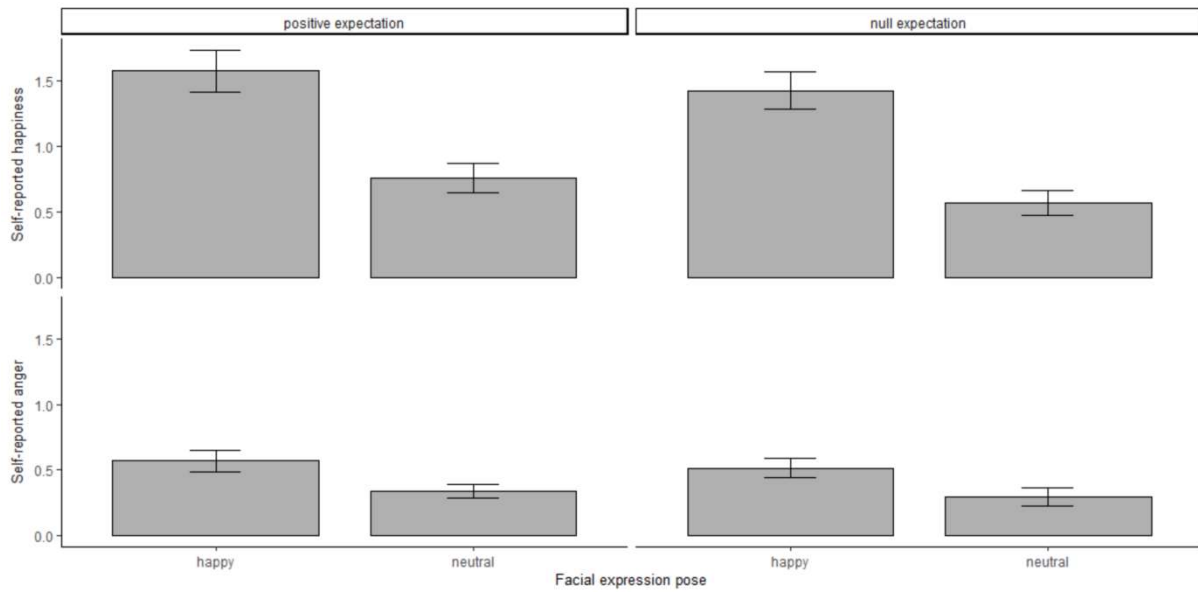 positive expectation
null expectation
Self-reported happiness
1.5
1.0
0.5
0.0
Self-reported anger
1.5
1.0
0.5
0.0
happy
neutral
happy
neutral
Facial expression pose